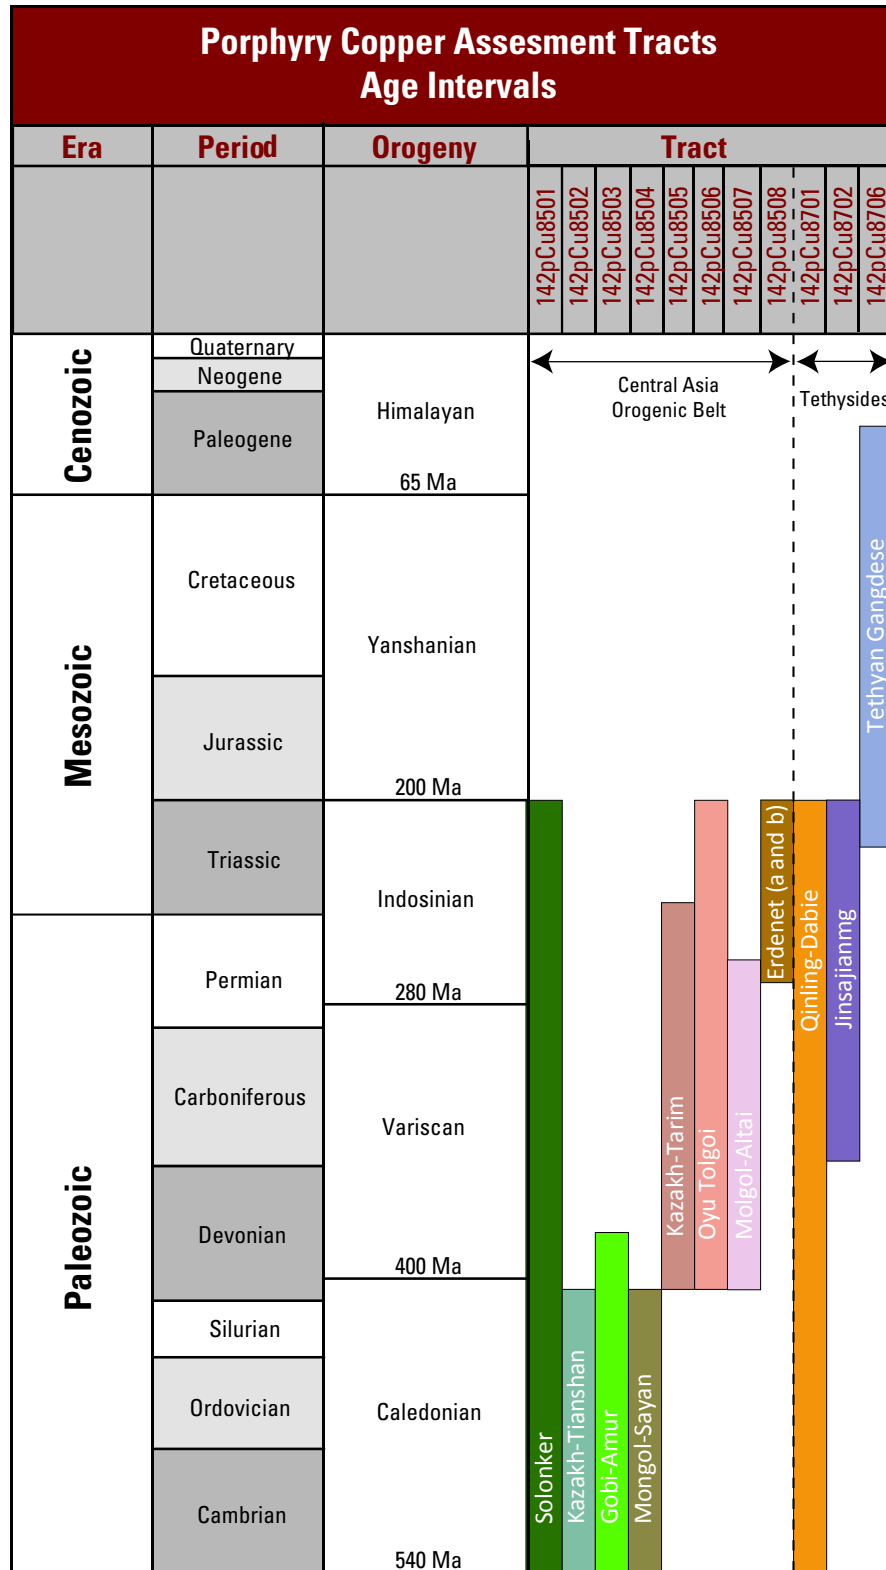 Porphyry Copper Assesment Tracts
Age Intervals
Era
Period
Orogeny
Tract
142pCu8501
142pCu8502
142pCu8503
142pCu8504
142pCu8505
142pCu8506
142pCu8507
142pCu8508
142pCu8701
142pCu8702
142pCu8706
Cenozoic
Quaternary
Neogene
Paleogene
Himalayan
65 Ma
Central Asia
Orogenic Belt
Tethysides
Mesozoic
Cretaceous
Jurassic
Triassic
Yanshanian
200 Ma
Indosinian
280 Ma
Paleozoic
Permian
Carboniferous
Devonian
Silurian
Ordovician
Cambrian
Variscan
400 Ma
Caledonian
540 Ma
Solonker
Kazakh-Tianshan
Gobi-Amur
Mongol-Sayan
Kazakh-Tarim
Oyu Tolgoi
Molgol-Altai
Erdenet (a and b)
Qinling-Dabie
Jinsajianmg
Tethyan Gangdese